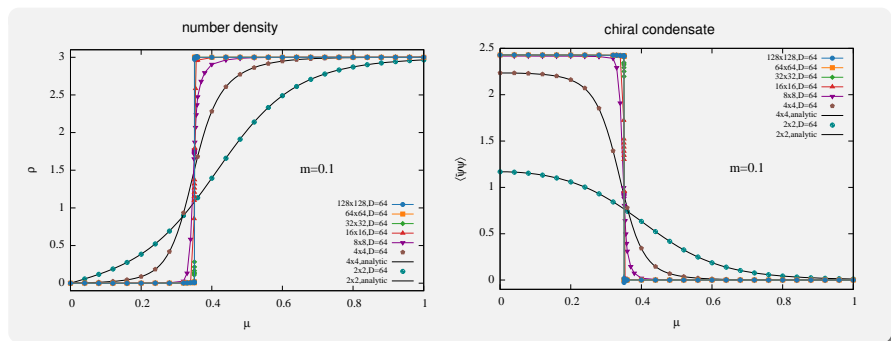 number density
3
2.5
2
1.5
1
0.5
0
ρ
m=0.1
128x128,D=64
64x64,D=64
32x32,D=64
16x16,D=64
8x8,D=64
4x4,D=64
4x4,analytic
2x2,D=64
2x2,analytic
0 0.2 0.4 0.6 0.8 1
μ
chiral condensate
2.5
2
1.5
1
0.5
0
⟨ψ̄ψ⟩
128x128,D=64
64x64,D=64
32x32,D=64
16x16,D=64
8x8,D=64
4x4,D=64
4x4,analytic
2x2,D=64
2x2,analytic
m=0.1
0 0.2 0.4 0.6 0.8 1
μ